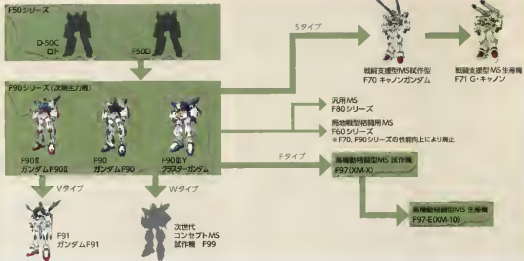 F50シリーズ
D-50C
ロト
F50D
Sタイプ
戦闘支援型MS試作型
F70 キャノンガンダム
戦闘支援型MS生産機
F71 G・キャノン
F90シリーズ(次期主力機)
F90Ⅱ
ガンダムF90Ⅱ
F90
ガンダムF90
F90ⅢY
クラスターガンダム
汎用MS
F80シリーズ
局地戦型格闘用MS
F60シリーズ
※F70、F90シリーズの性能向上により廃止
Fタイプ
高機動格闘型MS 試作機
F97(XM-X)
高機動格闘型MS 生産機
F97-E(XM-10)
Vタイプ
Wタイプ
F91
ガンダムF91
次世代
コンセプトMS
試作機 F99